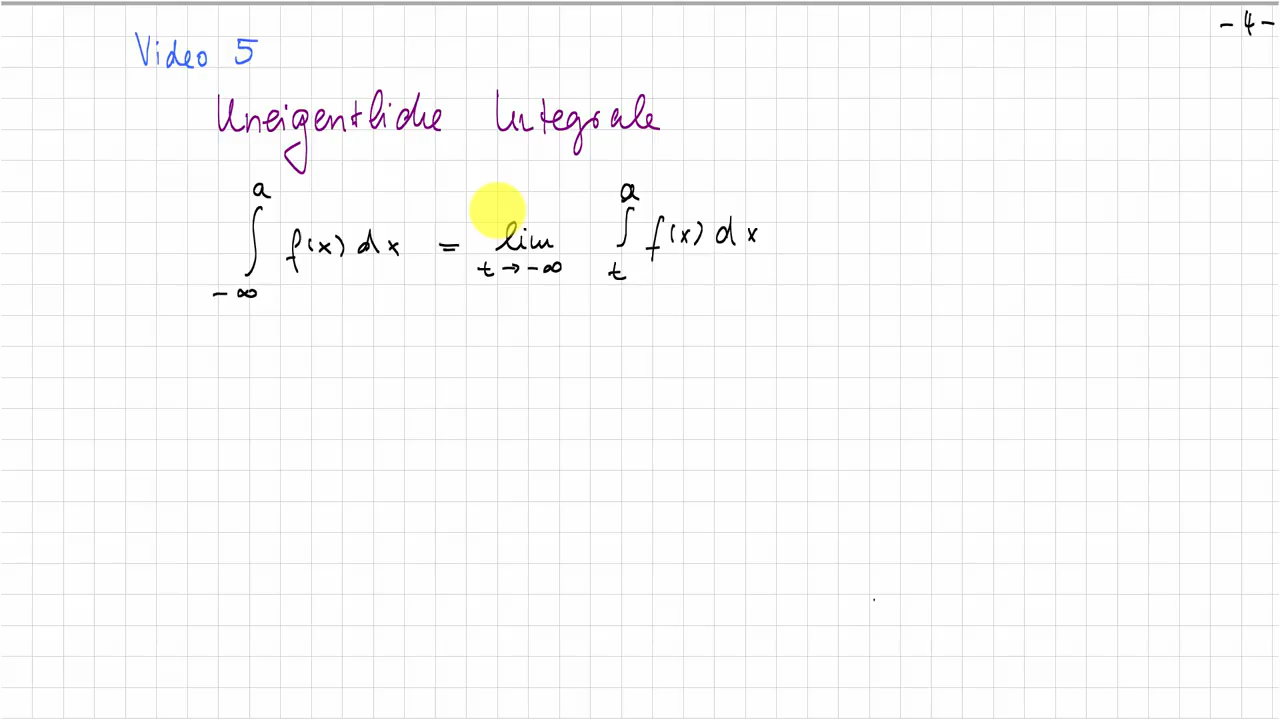 - 4 -
Video 5
Uneigentliche Integrale
∫_{-∞}^{a} f(x) dx = lim_{t→-∞} ∫_{t}^{a} f(x) dx